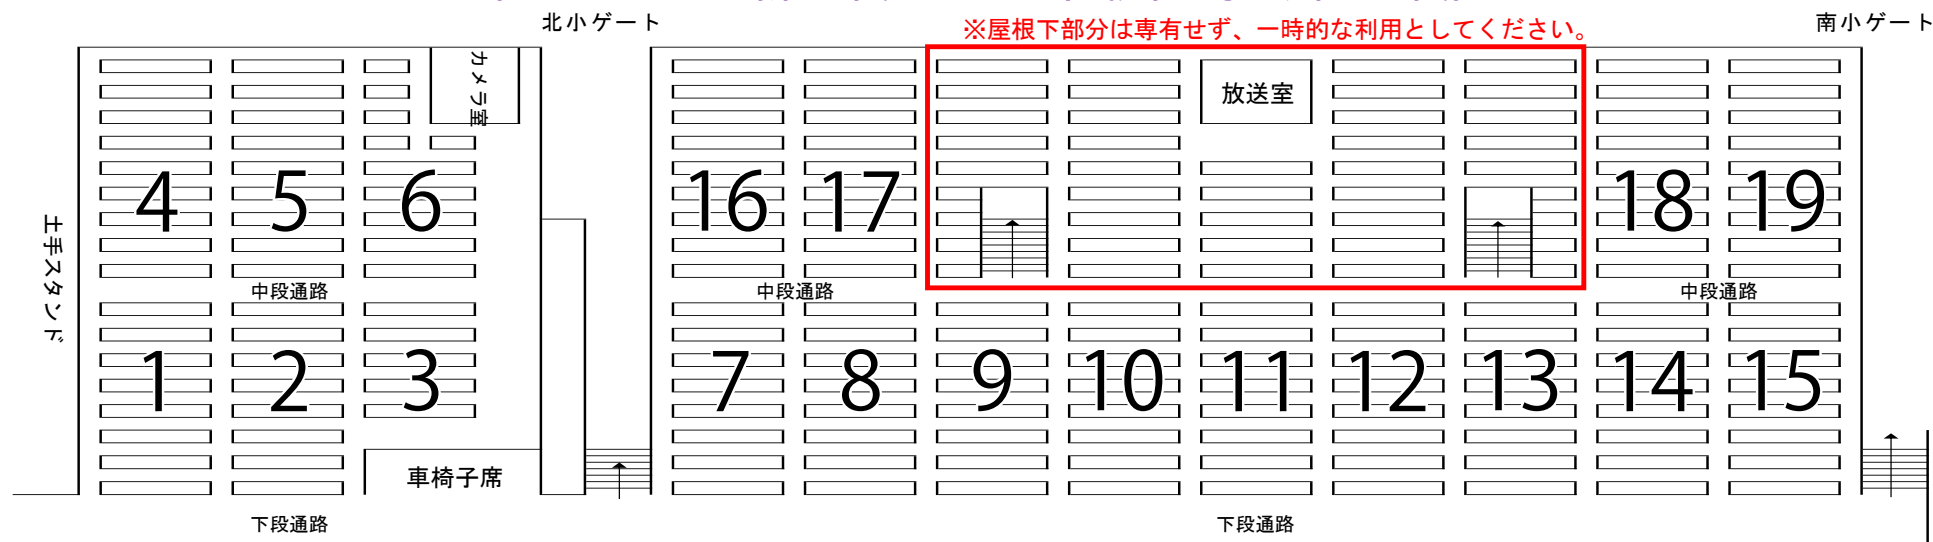 北小ゲート
※屋根下部分は専有せず、一時的な利用としてください。
南小ゲート
カメラ室
放送室
4
5
6
16
17
18
19
土手スタンド
中段通路
中段通路
中段通路
1
2
3
7
8
9
10
11
12
13
14
15
車椅子席
下段通路
下段通路